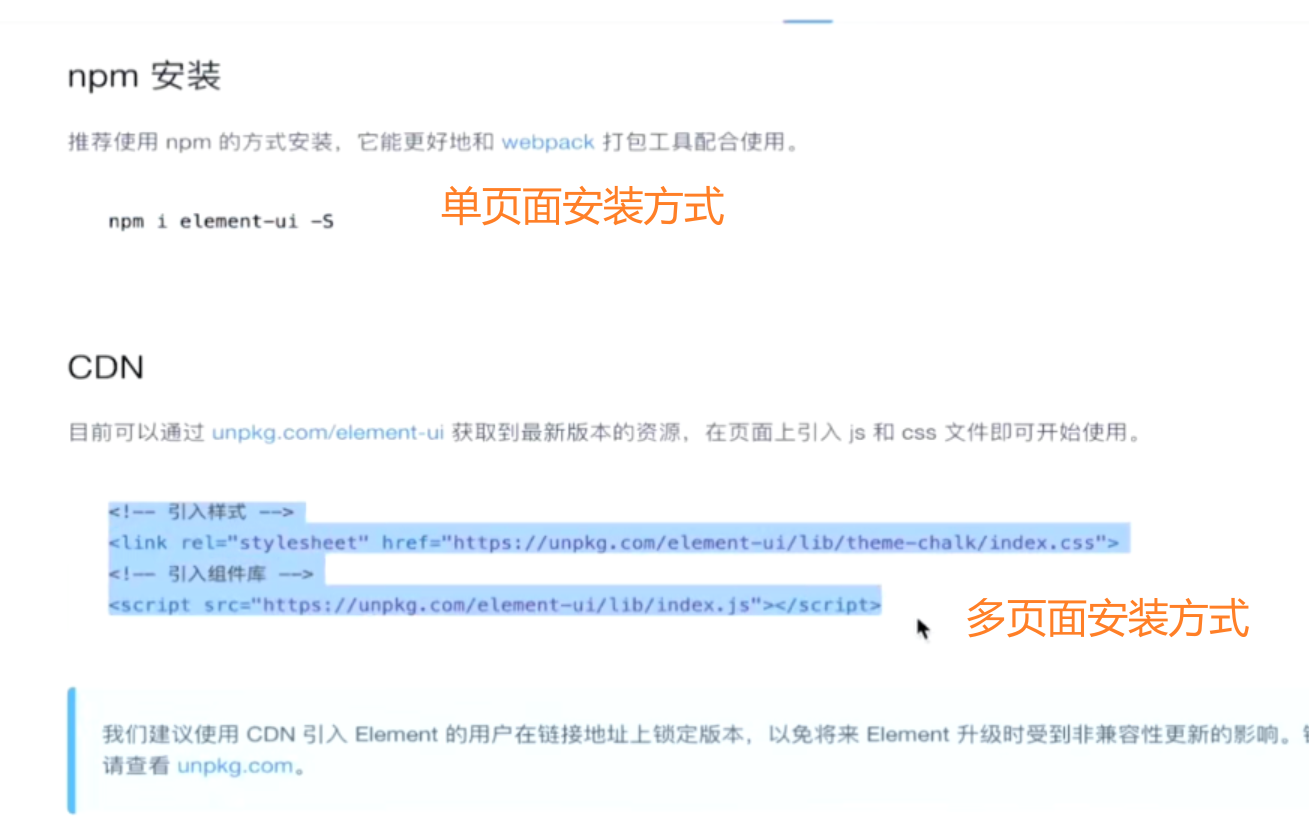 npm 安装
推荐使用 npm 的方式安装，它能更好地和 webpack 打包工具配合使用。
单页面安装方式
npm i element-ui -S
CDN
目前可以通过 unpkg.com/element-ui 获取到最新版本的资源，在页面上引入 js 和 css 文件即可开始使用。
<!-- 引入样式 -->
<link rel="stylesheet" href="https://unpkg.com/element-ui/lib/theme-chalk/index.css">
<!-- 引入组件库 -->
<script src="https://unpkg.com/element-ui/lib/index.js"></script>
多页面安装方式
我们建议使用 CDN 引入 Element 的用户在链接地址上锁定版本，以免将来 Element 升级时受到非兼容性更新的影响。
请查看 unpkg.com。